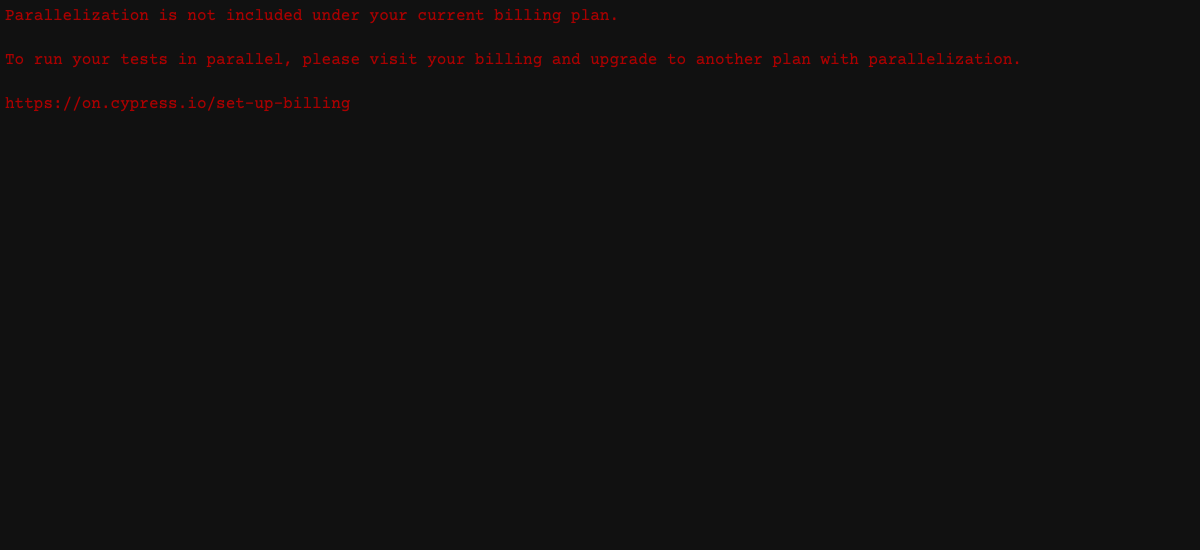 Parallelization is not included under your current billing plan.
To run your tests in parallel, please visit your billing and upgrade to another plan with parallelization.
https://on.cypress.io/set-up-billing